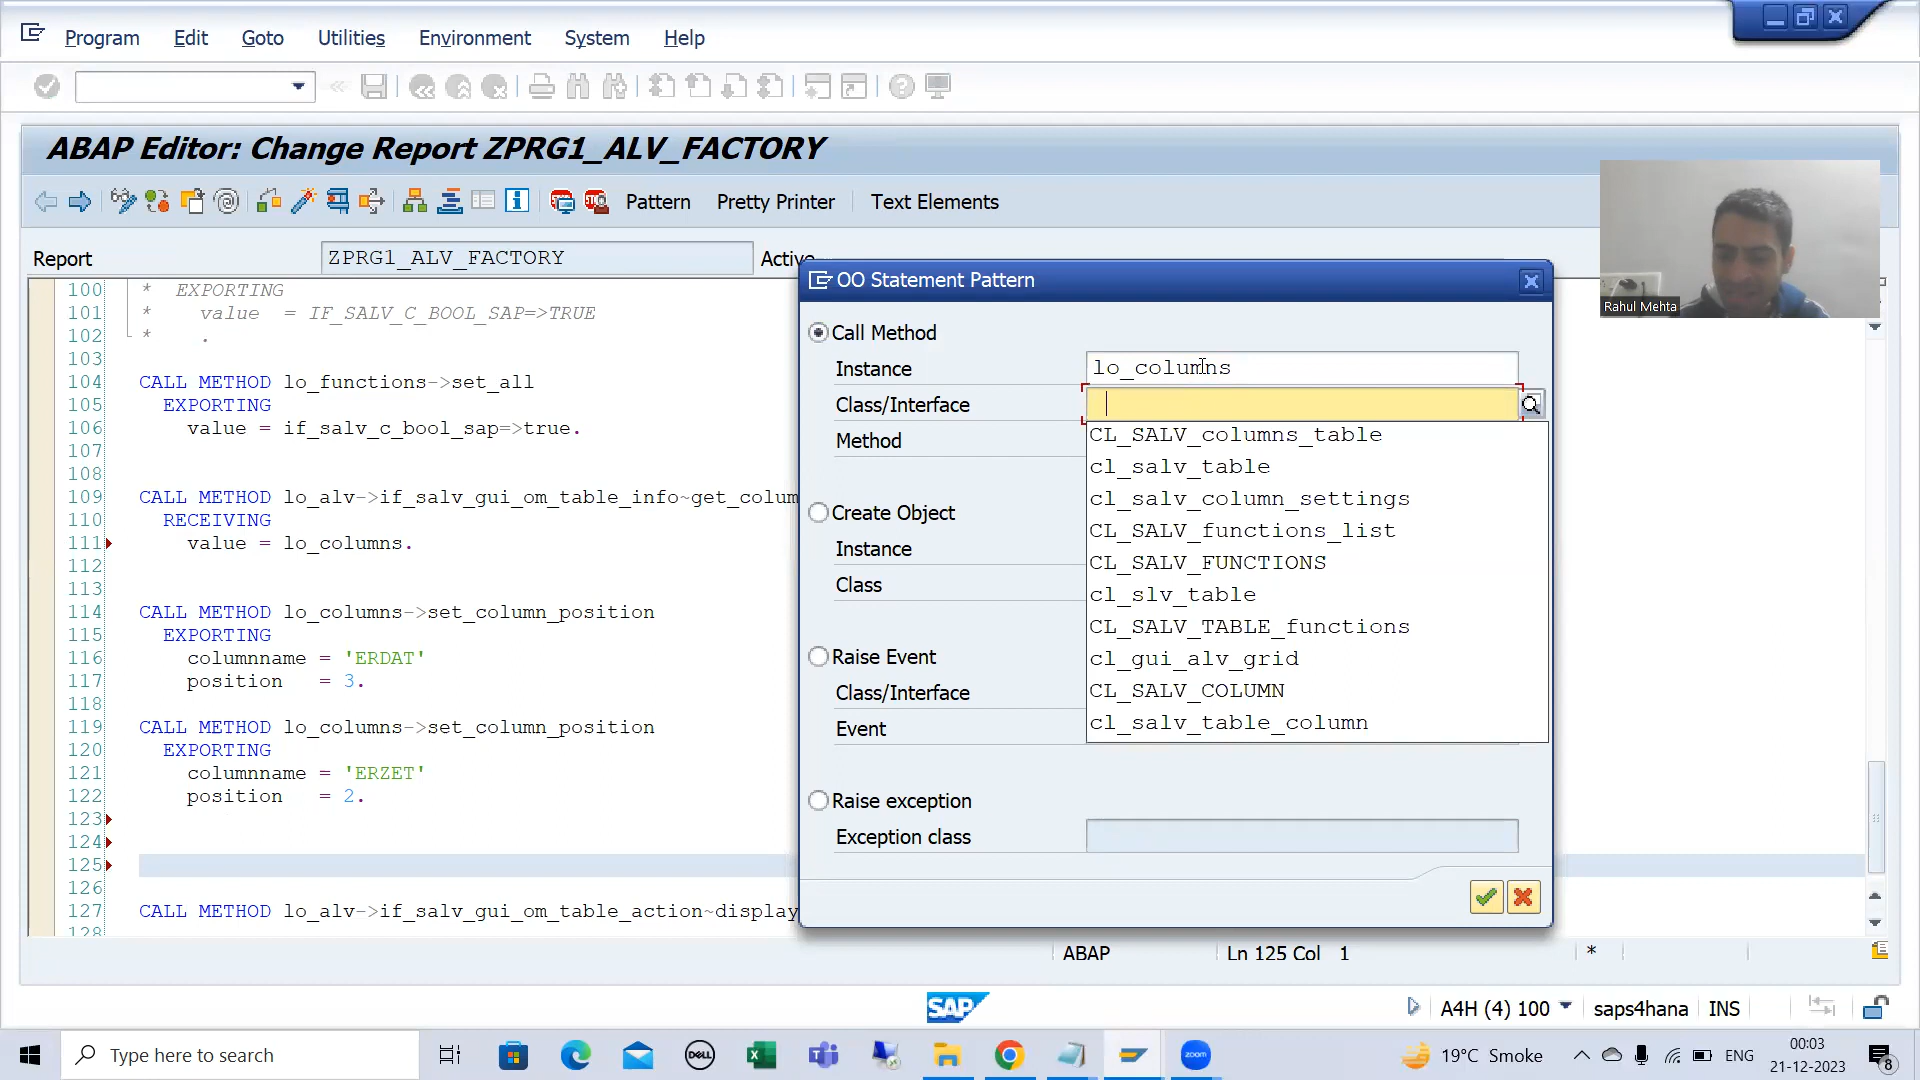 Program Edit Goto Utilities Environment System Help
ABAP Editor: Change Report ZPRG1_ALV_FACTORY
Pattern Pretty Printer Text Elements
Report ZPRG1_ALV_FACTORY Active
Rahul Mehta
100 * EXPORTING
101 * value = IF_SALV_C_BOOL_SAP=>TRUE
102 * .
103
104 CALL METHOD lo_functions->set_all
105 EXPORTING
106 value = if_salv_c_bool_sap=>true.
107
108
109 CALL METHOD lo_alv->if_salv_gui_om_table_info~get_colum
110 RECEIVING
111 value = lo_columns.
112
113
114 CALL METHOD lo_columns->set_column_position
115 EXPORTING
116 columnname = 'ERDAT'
117 position = 3.
118
119 CALL METHOD lo_columns->set_column_position
120 EXPORTING
121 columnname = 'ERZET'
122 position = 2.
123
124
125
126
127 CALL METHOD lo_alv->if_salv_gui_om_table_action~display
128
OO Statement Pattern
Call Method
Instance lo_columns
Class/Interface
Method
CL_SALV_columns_table
cl_salv_table
cl_salv_column_settings
CL_SALV_functions_list
CL_SALV_FUNCTIONS
cl_slv_table
CL_SALV_TABLE_functions
cl_gui_alv_grid
CL_SALV_COLUMN
cl_salv_table_column
Create Object
Instance
Class
Raise Event
Class/Interface
Event
Raise exception
Exception class
ABAP Ln 125 Col 1 *
SAP
A4H (4) 100 saps4hana INS
Type here to search
DELL
zoom
19°C Smoke
ENG
00:03
21-12-2023
8